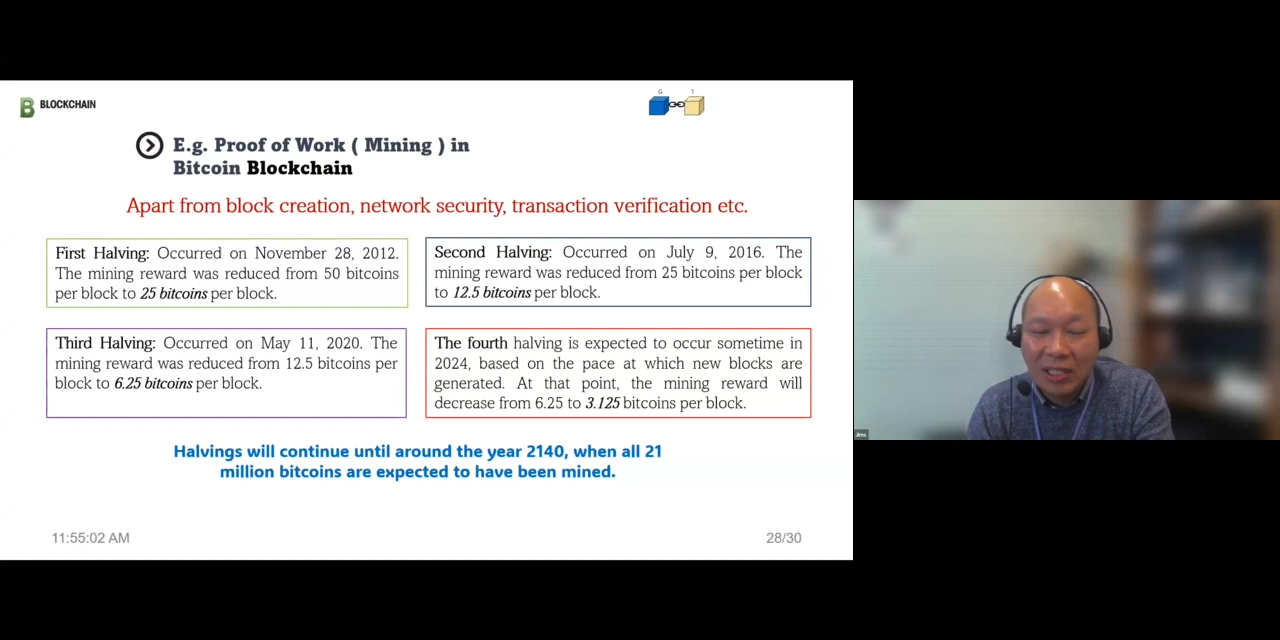 BLOCKCHAIN
G 1
E.g. Proof of Work ( Mining ) in
Bitcoin Blockchain
Apart from block creation, network security, transaction verification etc.
First Halving: Occurred on November 28, 2012.
The mining reward was reduced from 50 bitcoins
per block to 25 bitcoins per block.
Second Halving: Occurred on July 9, 2016. The
mining reward was reduced from 25 bitcoins per block
to 12.5 bitcoins per block.
Third Halving: Occurred on May 11, 2020. The
mining reward was reduced from 12.5 bitcoins per
block to 6.25 bitcoins per block.
The fourth halving is expected to occur sometime in
2024, based on the pace at which new blocks are
generated. At that point, the mining reward will
decrease from 6.25 to 3.125 bitcoins per block.
Halvings will continue until around the year 2140, when all 21
million bitcoins are expected to have been mined.
11:55:02 AM
28/30